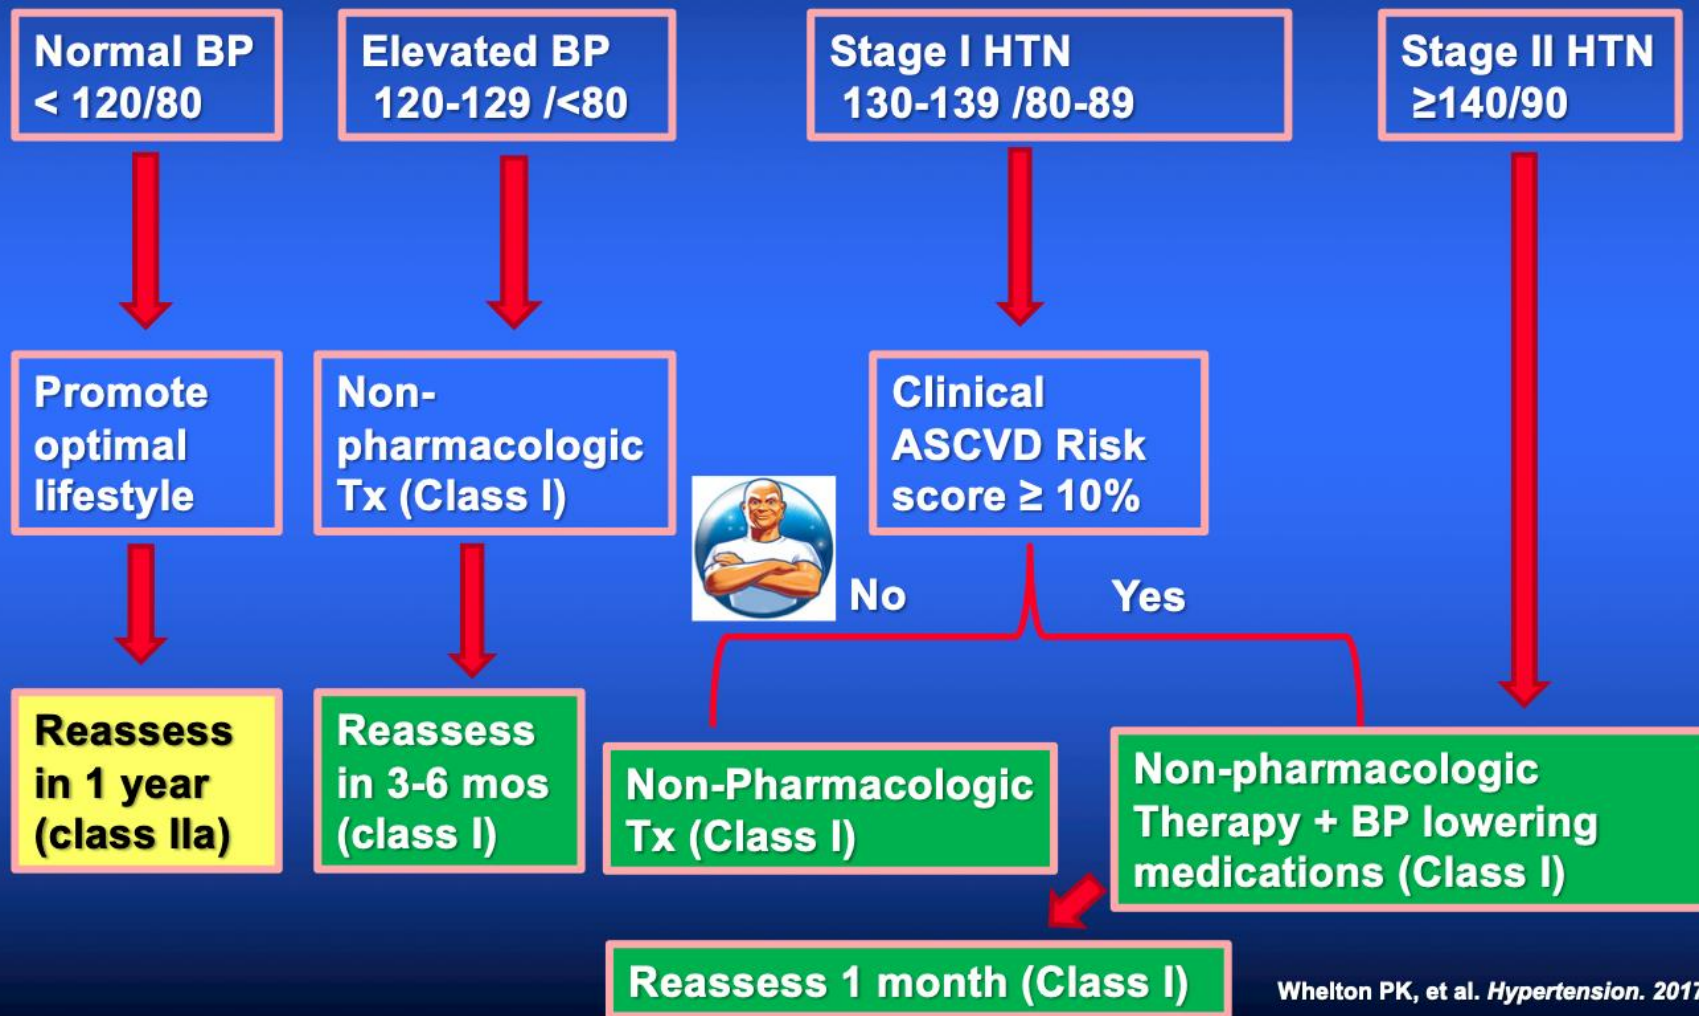 Normal BP
< 120/80
Elevated BP
120-129 /<80
Stage I HTN
130-139 /80-89
Stage II HTN
≥140/90
Promote
optimal
lifestyle
Non-
pharmacologic
Tx (Class I)
Clinical
ASCVD Risk
score ≥ 10%
No
Yes
Reassess
in 1 year
(class IIa)
Reassess
in 3-6 mos
(class I)
Non-Pharmacologic
Tx (Class I)
Non-pharmacologic
Therapy + BP lowering
medications (Class I)
Reassess 1 month (Class I)
Whelton PK, et al. Hypertension. 2017